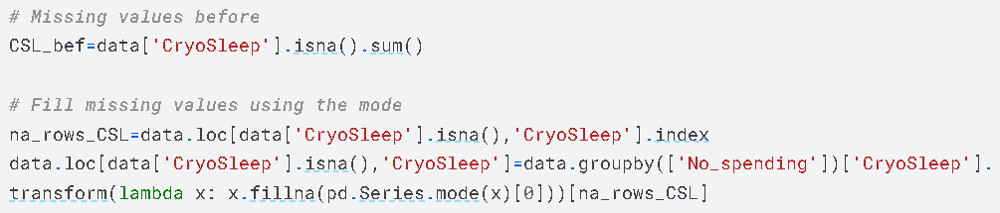 # Missing values before
CSL_bef=data['CryoSleep'].isna().sum()
# Fill missing values using the mode
na_rows_CSL=data.loc[data['CryoSleep'].isna(),'CryoSleep'].index
data.loc[data['CryoSleep'].isna(),'CryoSleep']=data.groupby(['No_spending'])['CryoSleep'].
transform(lambda x: x.fillna(pd.Series.mode(x)[0]))[na_rows_CSL]